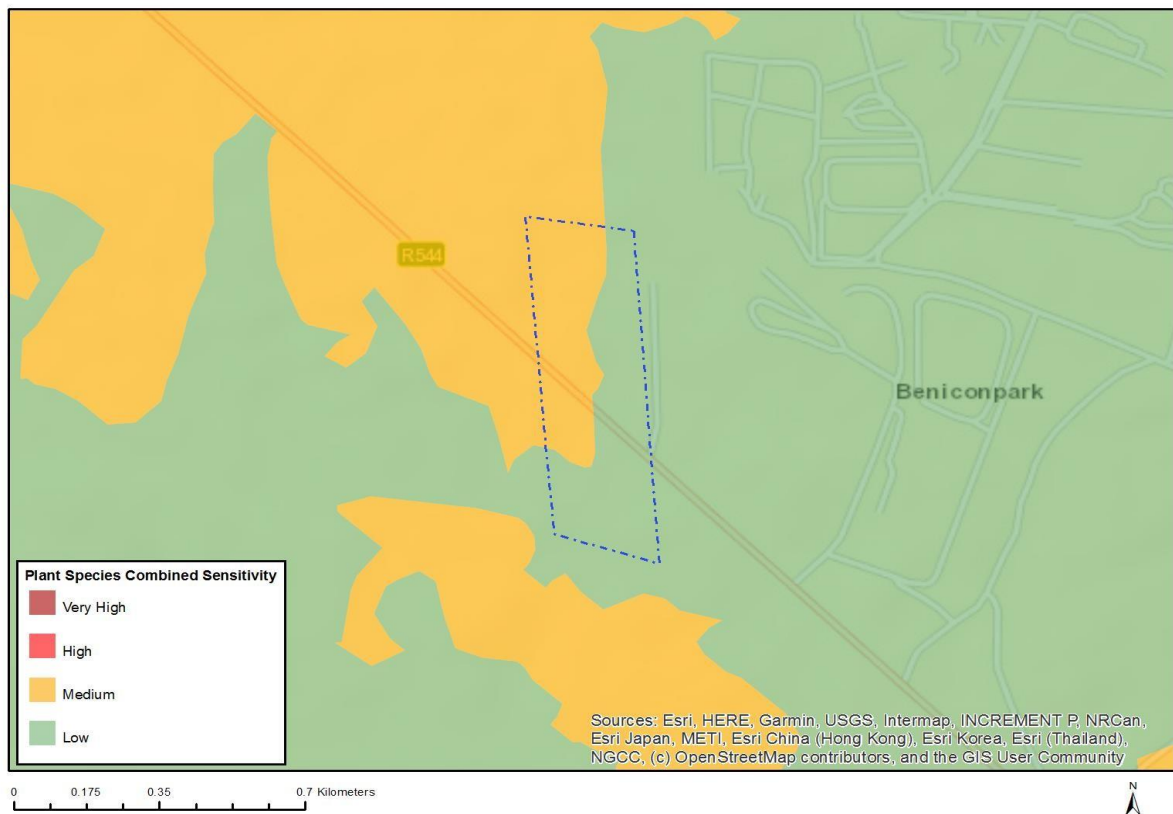 R544
Beniconpark
Plant Species Combined Sensitivity
Very High
High
Medium
Low
Sources: Esri, HERE, Garmin, USGS, Intermap, INCREMENT P, NRCan,
Esri Japan, METI, Esri China (Hong Kong), Esri Korea, Esri (Thailand),
NGCC, (c) OpenStreetMap contributors, and the GIS User Community
0 0.175 0.35 0.7 Kilometers
N